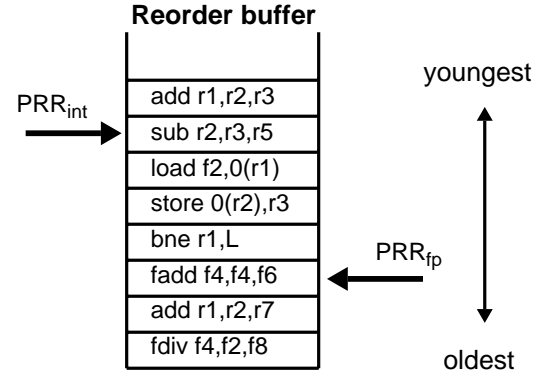 Reorder buffer
youngest
PRRint
add r1,r2,r3
sub r2,r3,r5
load f2,0(r1)
store 0(r2),r3
bne r1,L
PRRfp
fadd f4,f4,f6
add r1,r2,r7
fdiv f4,f2,f8
oldest